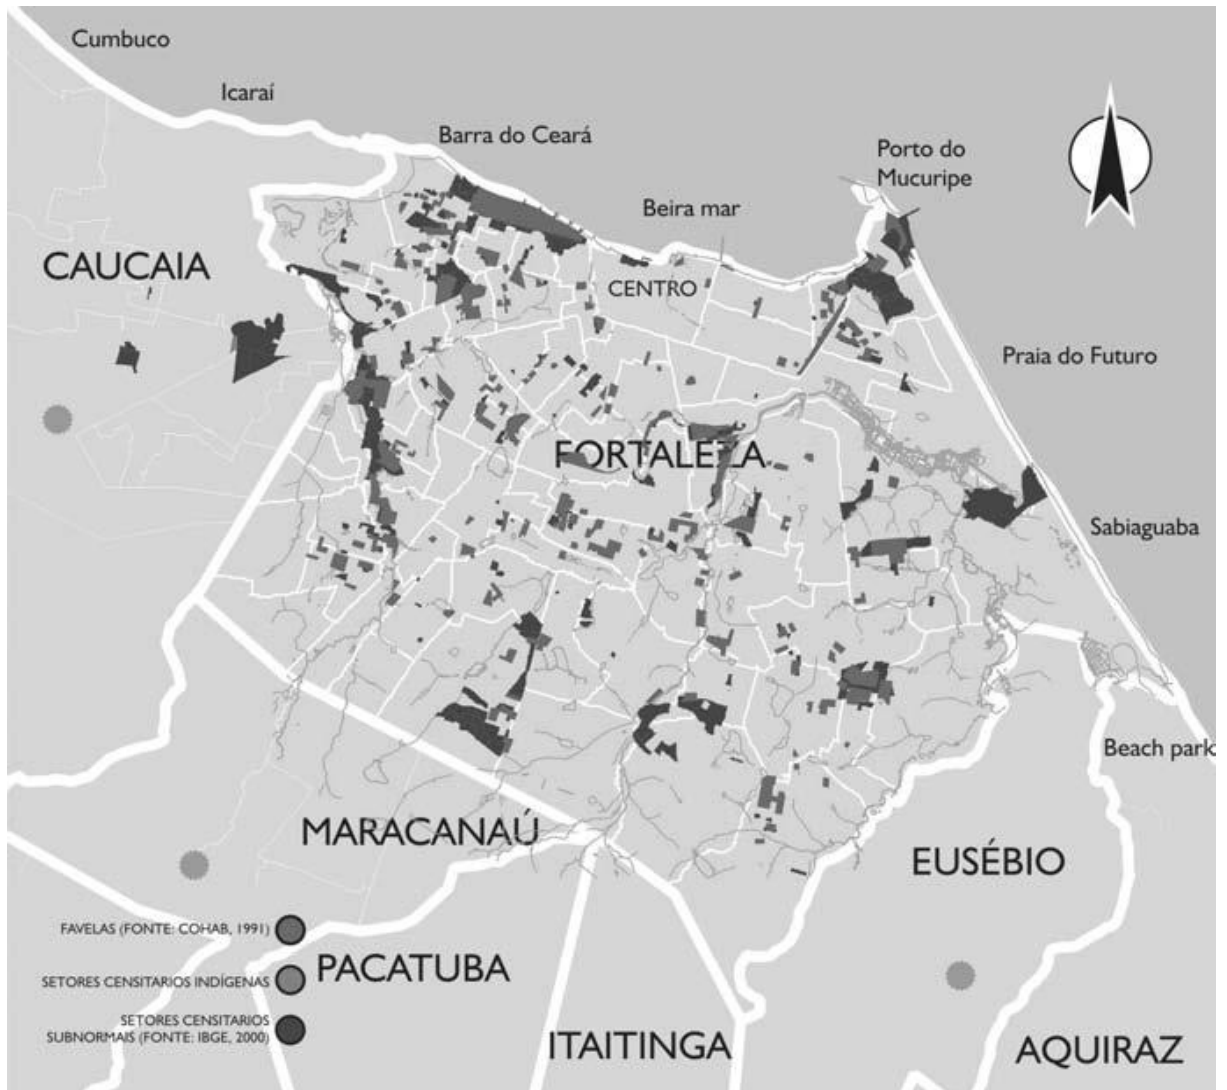 Cumbuco
Icaraí
Barra do Ceará
Porto do
Mucuripe
Beira mar
CAUCAIA
CENTRO
Praia do Futuro
FORTALEZA
Sabiaguaba
Beach park
MARACANAÚ
EUSÉBIO
FAVELAS (FONTE: COHAB, 1991)
SETORES CENSITARIOS INDÍGENAS
SETORES CENSITARIOS
SUBNORMAIS (FONTE: IBGE, 2000)
PACATUBA
ITAITINGA
AQUIRAZ